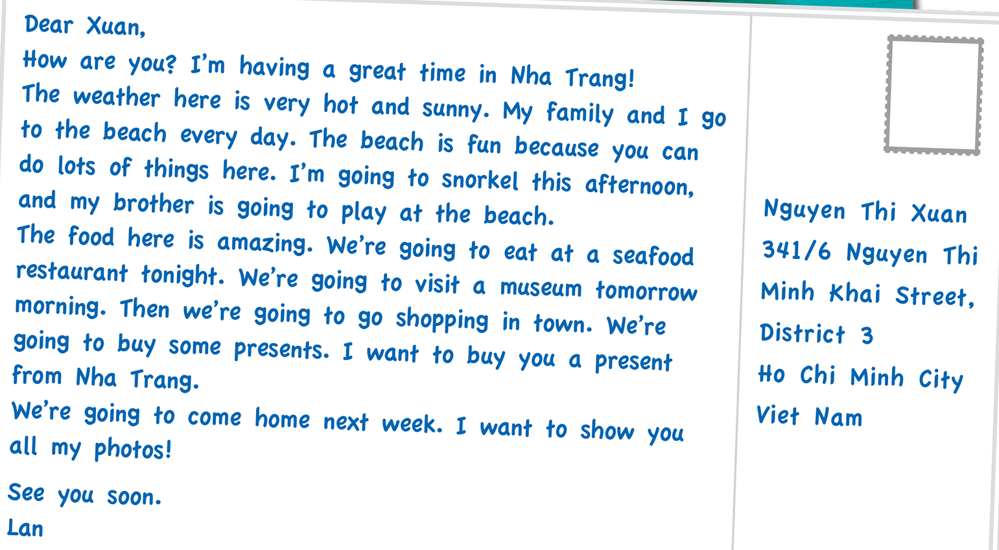 Dear Xuan,
How are you? I'm having a great time in Nha Trang!
The weather here is very hot and sunny. My family and I go
to the beach every day. The beach is fun because you can
do lots of things here. I'm going to snorkel this afternoon,
and my brother is going to play at the beach.
The food here is amazing. We're going to eat at a seafood
restaurant tonight. We're going to visit a museum tomorrow
morning. Then we're going to go shopping in town. We're
going to buy some presents. I want to buy you a present
from Nha Trang.
We're going to come home next week. I want to show you
all my photos!
See you soon.
Lan
Nguyen Thi Xuan
341/6 Nguyen Thi
Minh Khai Street,
District 3
Ho Chi Minh City
Viet Nam